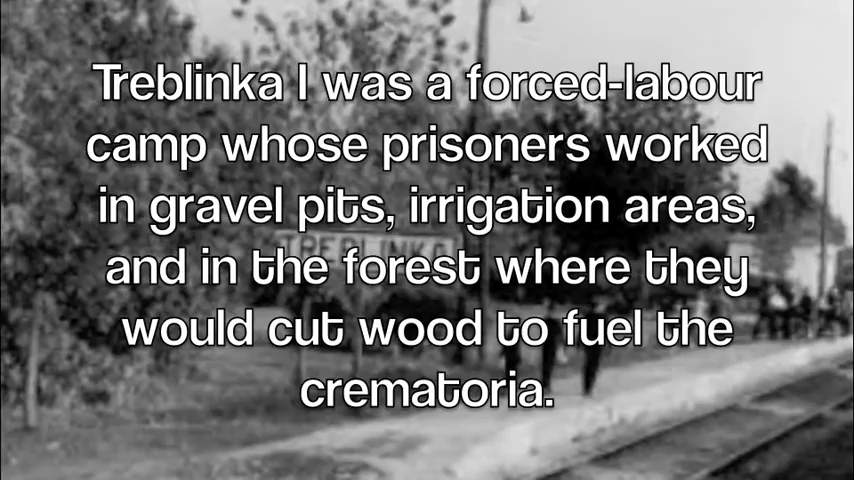 Treblinka I was a forced-labour
camp whose prisoners worked
in gravel pits, irrigation areas,
and in the forest where they
would cut wood to fuel the
crematoria.
TREBLINKA